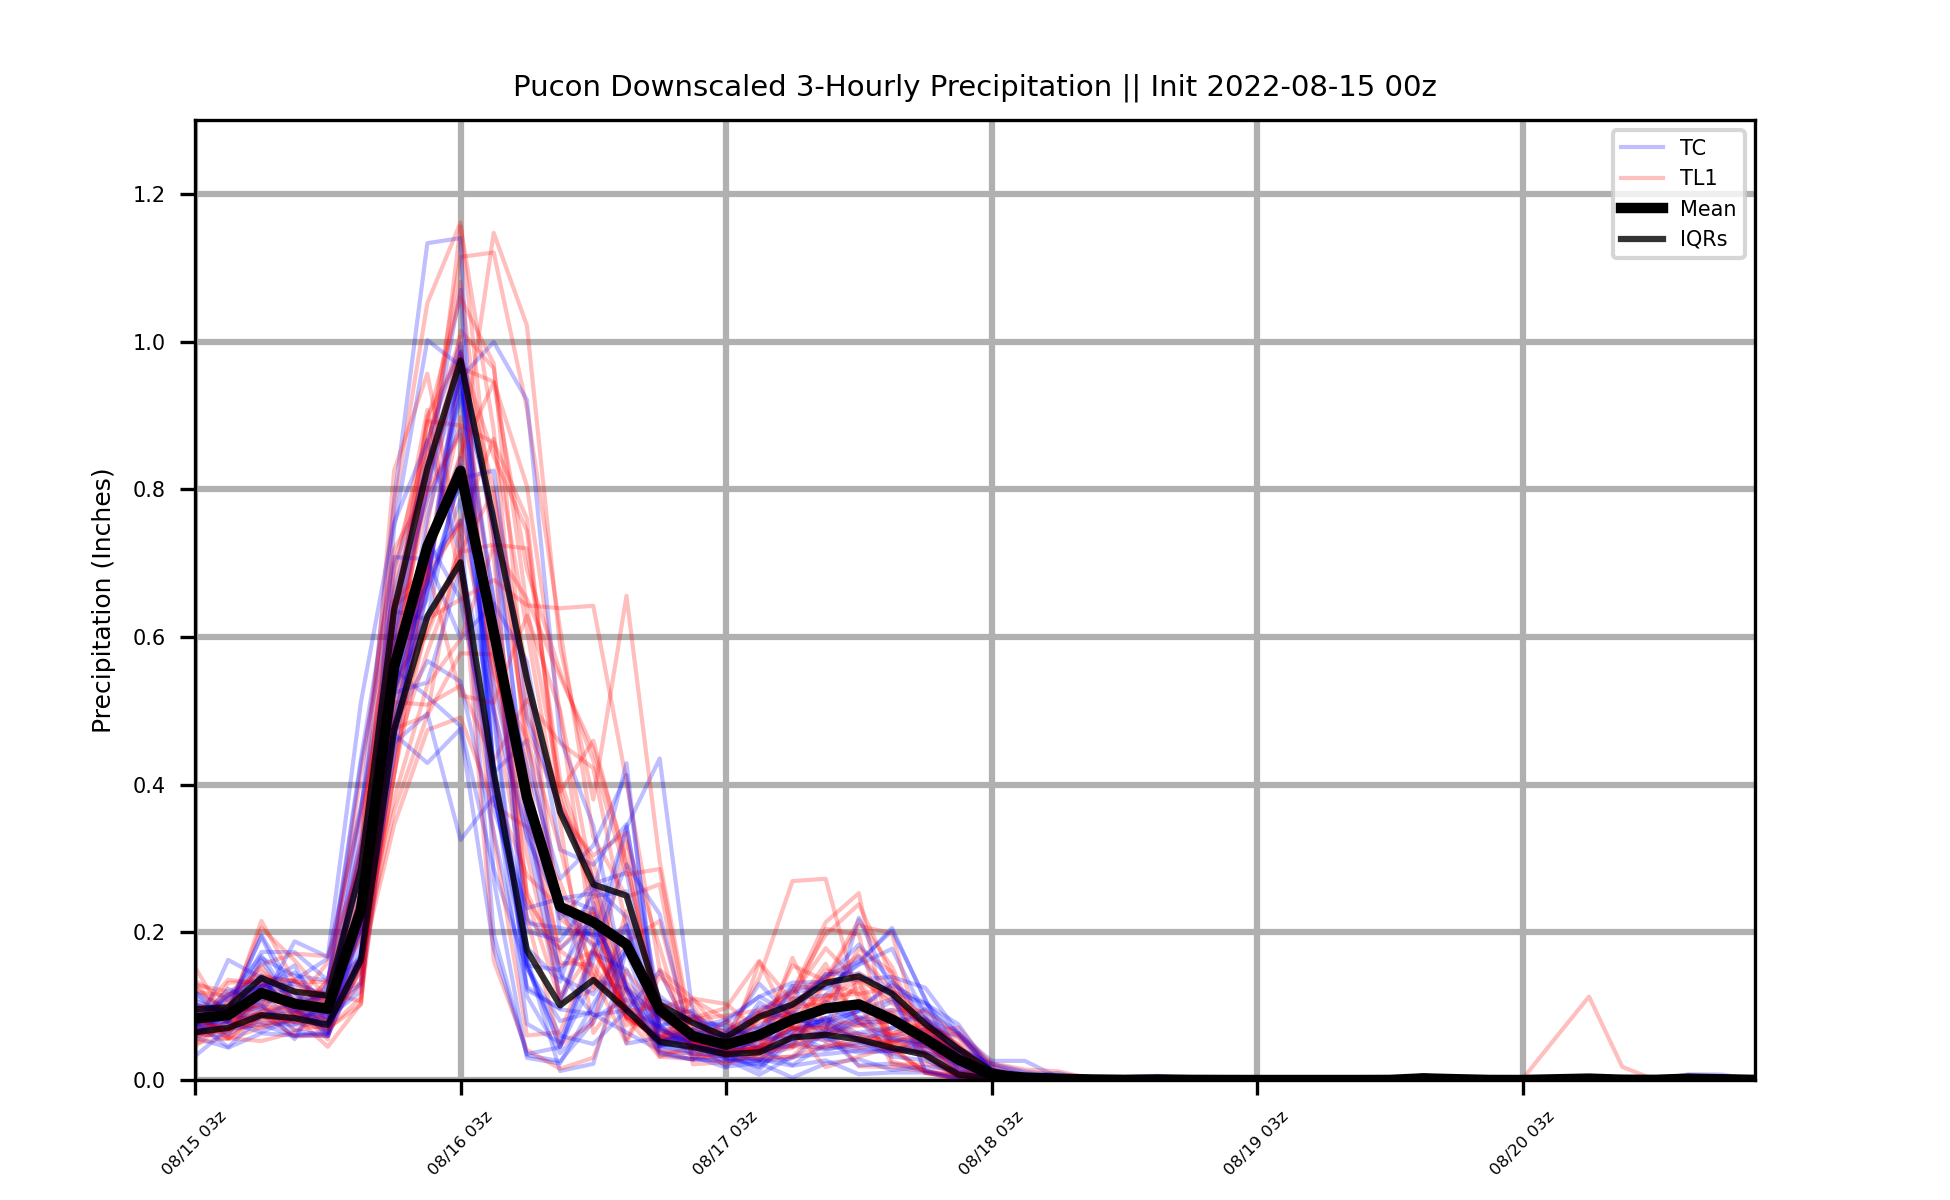 Pucon Downscaled 3-Hourly Precipitation || Init 2022-08-15 00z
TC
TL1
Mean
IQRs
Precipitation (Inches)
1.2
1.0
0.8
0.6
0.4
0.2
0.0
08/15 03z
08/16 03z
08/17 03z
08/18 03z
08/19 03z
08/20 03z